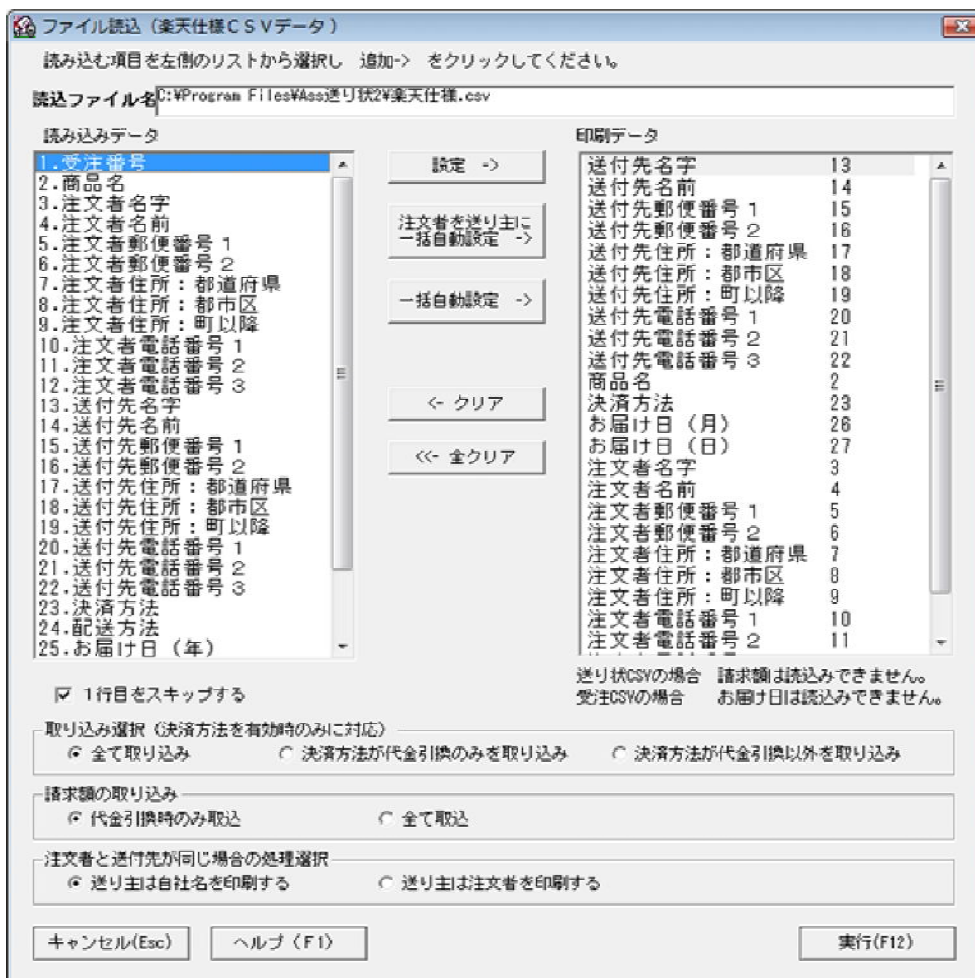 ファイル読込（楽天仕様ＣＳＶデータ）
読み込む項目を左側のリストから選択し　追加-> をクリックしてください。
読込ファイル名 C:¥Program Files¥Ass送り状2¥楽天仕様.csv
読み込みデータ
1.受注番号
2.商品名
3.注文者名字
4.注文者名前
5.注文者郵便番号１
6.注文者郵便番号２
7.注文者住所：都道府県
8.注文者住所：都市区
9.注文者住所：町以降
10.注文者電話番号１
11.注文者電話番号２
12.注文者電話番号３
13.送付先名字
14.送付先名前
15.送付先郵便番号１
16.送付先郵便番号２
17.送付先住所：都道府県
18.送付先住所：都市区
19.送付先住所：町以降
20.送付先電話番号１
21.送付先電話番号２
22.送付先電話番号３
23.決済方法
24.配送方法
25.お届け日（年）
設定　->
注文者を送り主に
一括自動設定　->
一括自動設定　->
<- クリア
<<- 全クリア
印刷データ
送付先名字 13
送付先名前 14
送付先郵便番号１ 15
送付先郵便番号２ 16
送付先住所：都道府県 17
送付先住所：都市区 18
送付先住所：町以降 19
送付先電話番号１ 20
送付先電話番号２ 21
送付先電話番号３ 22
商品名 2
決済方法 23
お届け日（月） 26
お届け日（日） 27
注文者名字 3
注文者名前 4
注文者郵便番号１ 5
注文者郵便番号２ 6
注文者住所：都道府県 7
注文者住所：都市区 8
注文者住所：町以降 9
注文者電話番号１ 10
注文者電話番号２ 11
送り状CSVの場合　請求額は読込みできません。
受注CSVの場合　　お届け日は読込みできません。
１行目をスキップする
取り込み選択（決済方法を有効時のみに対応）
全て取り込み　決済方法が代金引換のみを取り込み　決済方法が代金引換以外を取り込み
請求額の取り込み
代金引換時のみ取込　全て取込
注文者と送付先が同じ場合の処理選択
送り主は自社名を印刷する　送り主は注文者を印刷する
キャンセル(Esc)　ヘルプ（F1）　実行(F12)